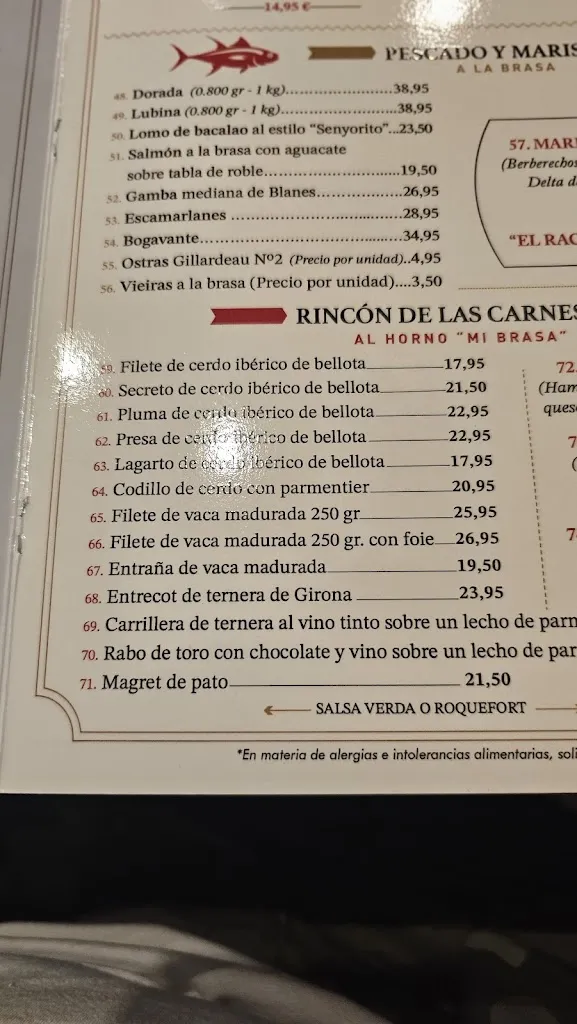 14,95 €
PESCADO Y MARIS
A LA BRASA
48. Dorada (0.800 gr - 1 kg)........................38,95
49. Lubina (0.800 gr - 1 kg)........................38,95
50. Lomo de bacalao al estilo "Senyorito"...23,50
51. Salmón a la brasa con aguacate
sobre tabla de roble............................19,50
52. Gamba mediana de Blanes..................26,95
53. Escamarlanes ....................................28,95
54. Bogavante..........................................34,95
55. Ostras Gillardeau Nº2 (Precio por unidad)..4,95
56. Vieiras a la brasa (Precio por unidad)....3,50
57. MAR
(Berberechos
Delta d
"EL RAC
RINCÓN DE LAS CARNES
AL HORNO "MI BRASA"
59. Filete de cerdo ibérico de bellota 17,95
60. Secreto de cerdo ibérico de bellota 21,50
61. Pluma de cerdo ibérico de bellota 22,95
62. Presa de cerdo ibérico de bellota 22,95
63. Lagarto de cerdo ibérico de bellota 17,95
64. Codillo de cerdo con parmentier 20,95
65. Filete de vaca madurada 250 gr 25,95
66. Filete de vaca madurada 250 gr. con foie 26,95
67. Entraña de vaca madurada 19,50
68. Entrecot de ternera de Girona 23,95
69. Carrillera de ternera al vino tinto sobre un lecho de parm
70. Rabo de toro con chocolate y vino sobre un lecho de par
71. Magret de pato 21,50
72.
(Ham
ques
7
(
7
SALSA VERDA O ROQUEFORT
*En materia de alergias e intolerancias alimentarias, soli